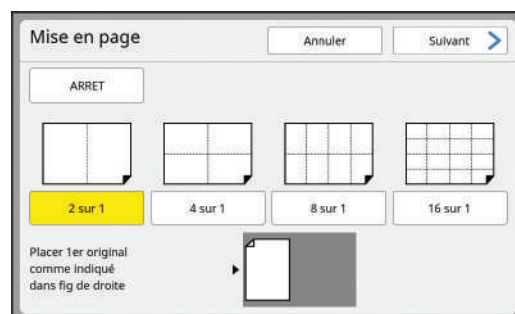 Mise en page
Annuler
Suivant
ARRET
2 sur 1
4 sur 1
8 sur 1
16 sur 1
Placer 1er original
comme indiqué
dans fig de droite